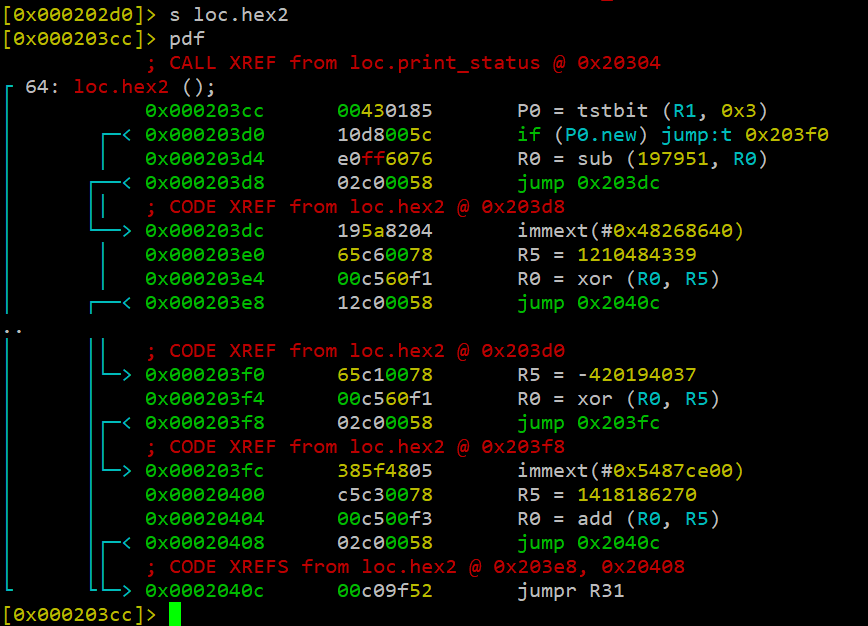 [0x000202d0]> s loc.hex2
[0x000203cc]> pdf
; CALL XREF from loc.print_status @ 0x20304
64: loc.hex2 ();
0x000203cc 00430185 P0 = tstbit (R1, 0x3)
0x000203d0 10d8005c if (P0.new) jump:t 0x203f0
0x000203d4 e0ff6076 R0 = sub (197951, R0)
0x000203d8 02c00058 jump 0x203dc
; CODE XREF from loc.hex2 @ 0x203d8
0x000203dc 195a8204 immext(#0x48268640)
0x000203e0 65c60078 R5 = 1210484339
0x000203e4 00c560f1 R0 = xor (R0, R5)
0x000203e8 12c00058 jump 0x2040c
..
; CODE XREF from loc.hex2 @ 0x203d0
0x000203f0 65c10078 R5 = -420194037
0x000203f4 00c560f1 R0 = xor (R0, R5)
0x000203f8 02c00058 jump 0x203fc
; CODE XREF from loc.hex2 @ 0x203f8
0x000203fc 385f4805 immext(#0x5487ce00)
0x00020400 c5c30078 R5 = 1418186270
0x00020404 00c500f3 R0 = add (R0, R5)
0x00020408 02c00058 jump 0x2040c
; CODE XREFS from loc.hex2 @ 0x203e8, 0x20408
0x0002040c 00c09f52 jumpr R31
[0x000203cc]>